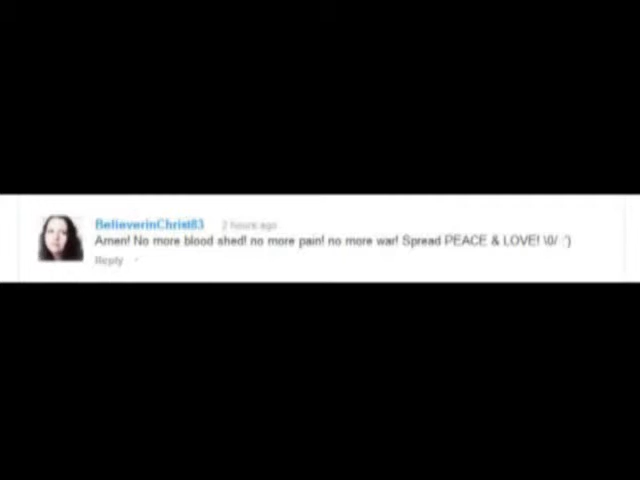 BelieverinChrist83 2 hours ago
Amen! No more blood shed! no more pain! no more war! Spread PEACE & LOVE! \0/ :')
Reply